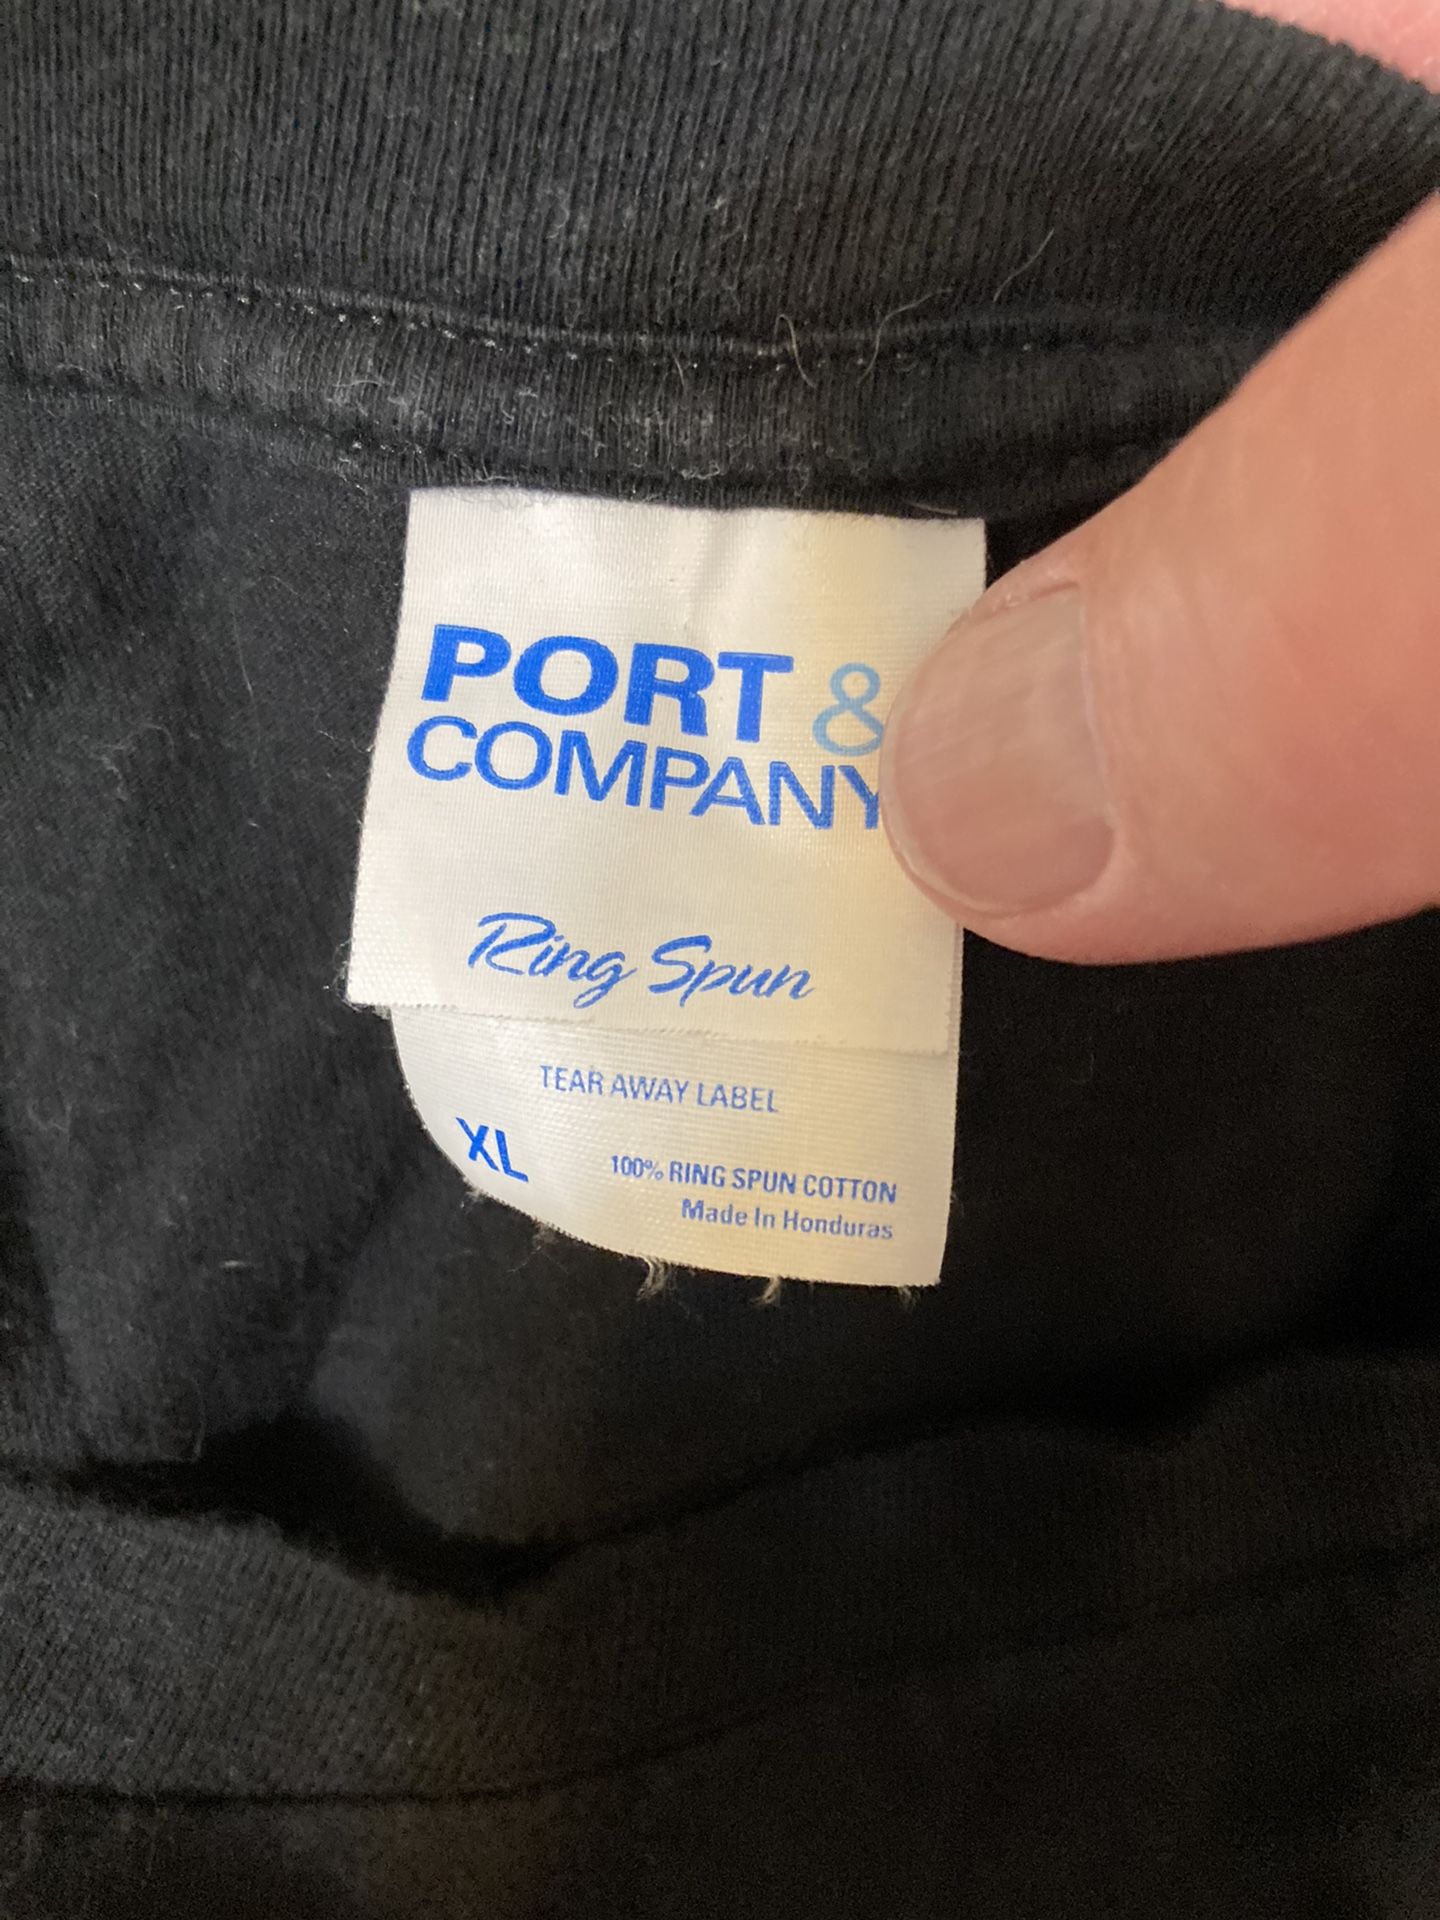 PORT &
COMPANY
Ring Spun
TEAR AWAY LABEL
XL
100% RING SPUN COTTON
Made In Honduras